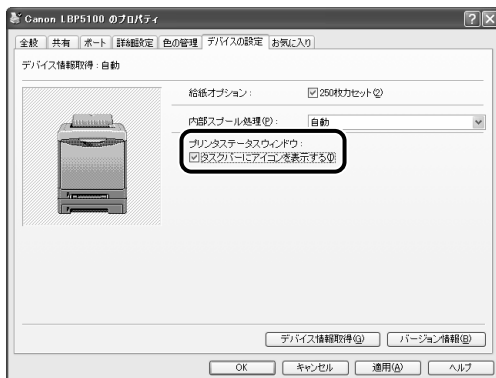 Canon LBP5100 のプロパティ
全般 共有 ポート 詳細設定 色の管理 デバイスの設定 お気に入り
デバイス情報取得 : 自動
給紙オプション : 250枚カセット(2)
内部スプール処理(P) : 自動
プリンタステータスウィンドウ :
タスクバーにアイコンを表示する(I)
デバイス情報取得(G) バージョン情報(B)
OK キャンセル 適用(A) ヘルプ